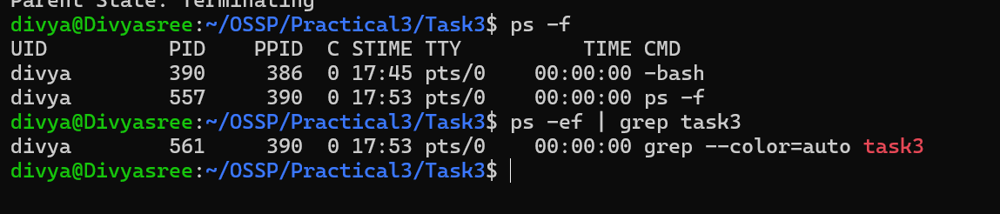 Parent State: Terminating
divya@Divyasree:~/OSSP/Practical3/Task3$ ps -f
UID          PID    PPID  C STIME TTY          TIME CMD
divya        390     386  0 17:45 pts/0    00:00:00 -bash
divya        557     390  0 17:53 pts/0    00:00:00 ps -f
divya@Divyasree:~/OSSP/Practical3/Task3$ ps -ef | grep task3
divya        561     390  0 17:53 pts/0    00:00:00 grep --color=auto task3
divya@Divyasree:~/OSSP/Practical3/Task3$